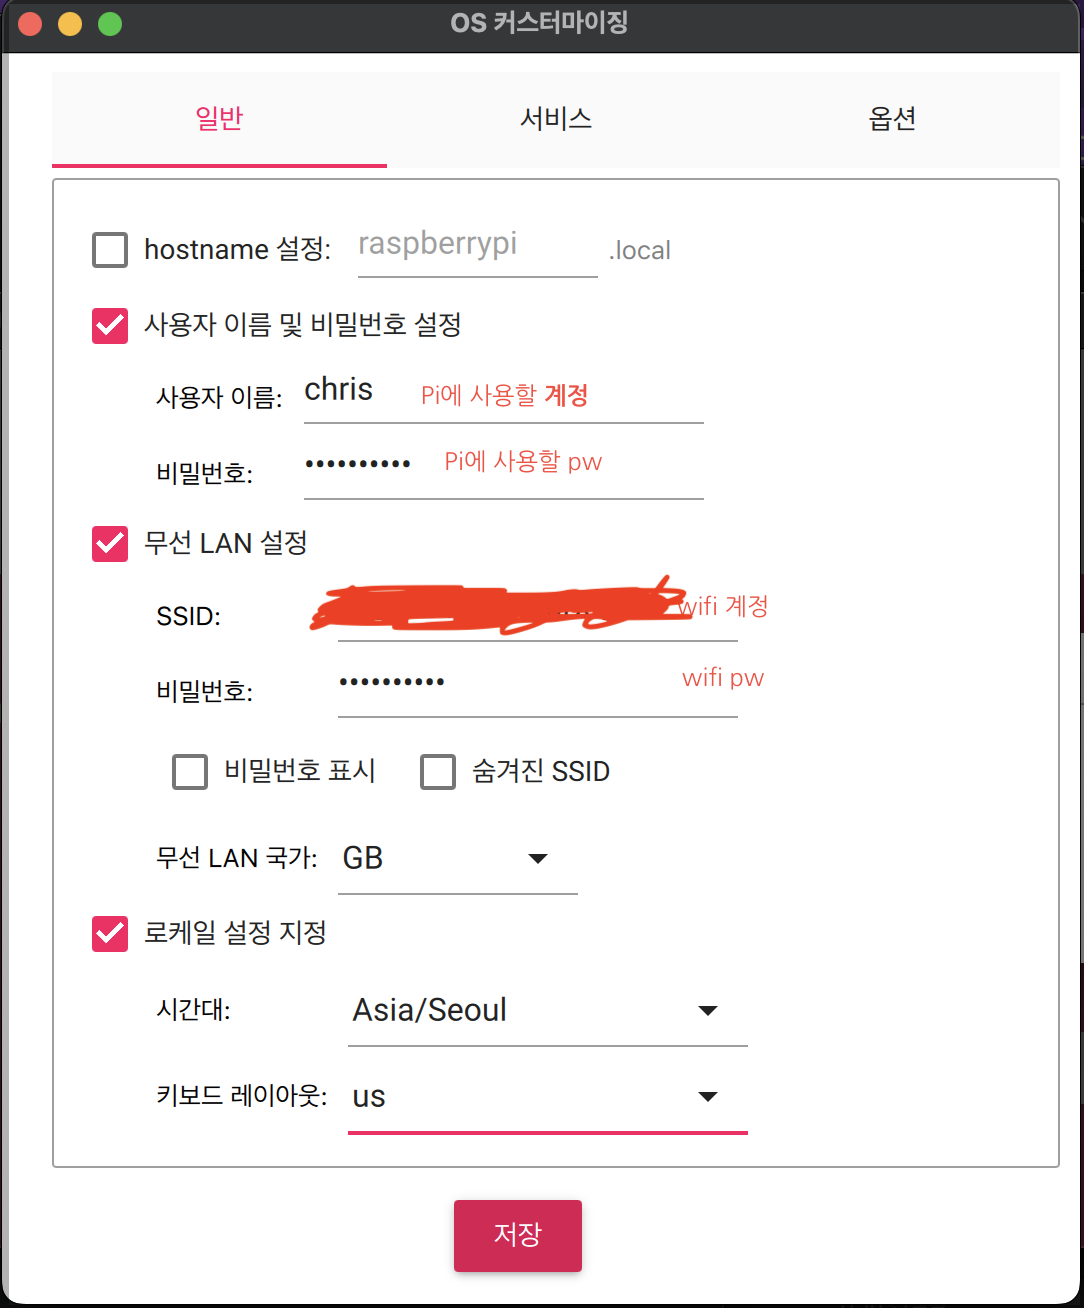 OS 커스터마이징
일반 서비스 옵션
hostname 설정: raspberrypi .local
사용자 이름 및 비밀번호 설정
사용자 이름: chris Pi에 사용할 계정
비밀번호: •••••••••• Pi에 사용할 pw
무선 LAN 설정
SSID: wifi 계정
비밀번호: •••••••••• wifi pw
비밀번호 표시 숨겨진 SSID
무선 LAN 국가: GB
로케일 설정 지정
시간대: Asia/Seoul
키보드 레이아웃: us
저장